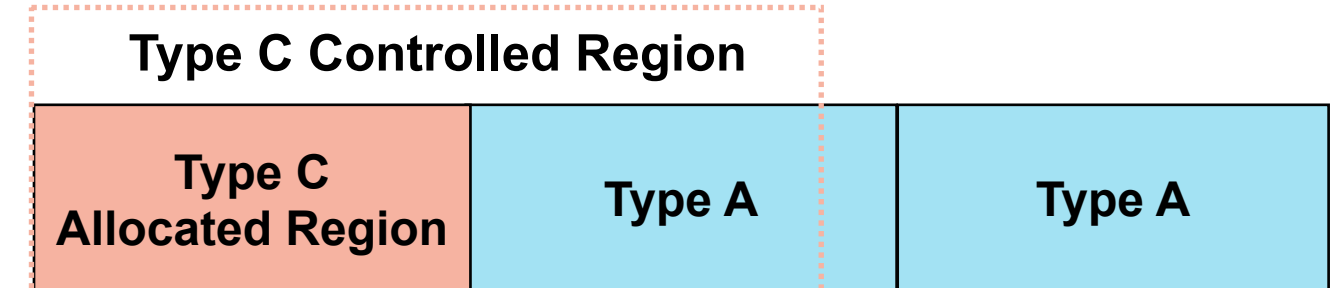 Type C Controlled Region
Type C
Allocated Region
Type A
Type A